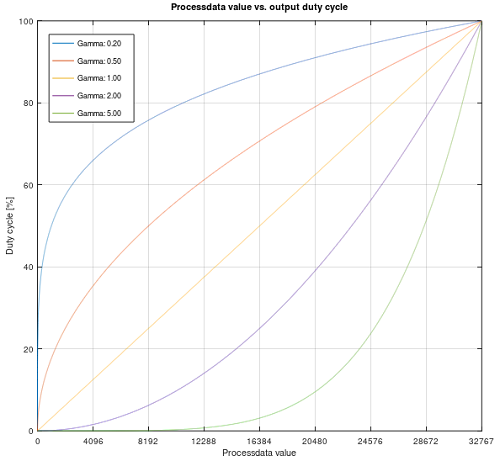 Processdata value vs. output duty cycle
100
80
60
40
20
0
Duty cycle [%]
Gamma: 0.20
Gamma: 0.50
Gamma: 1.00
Gamma: 2.00
Gamma: 5.00
0 4096 8192 12288 16384 20480 24576 28672 32767
Processdata value